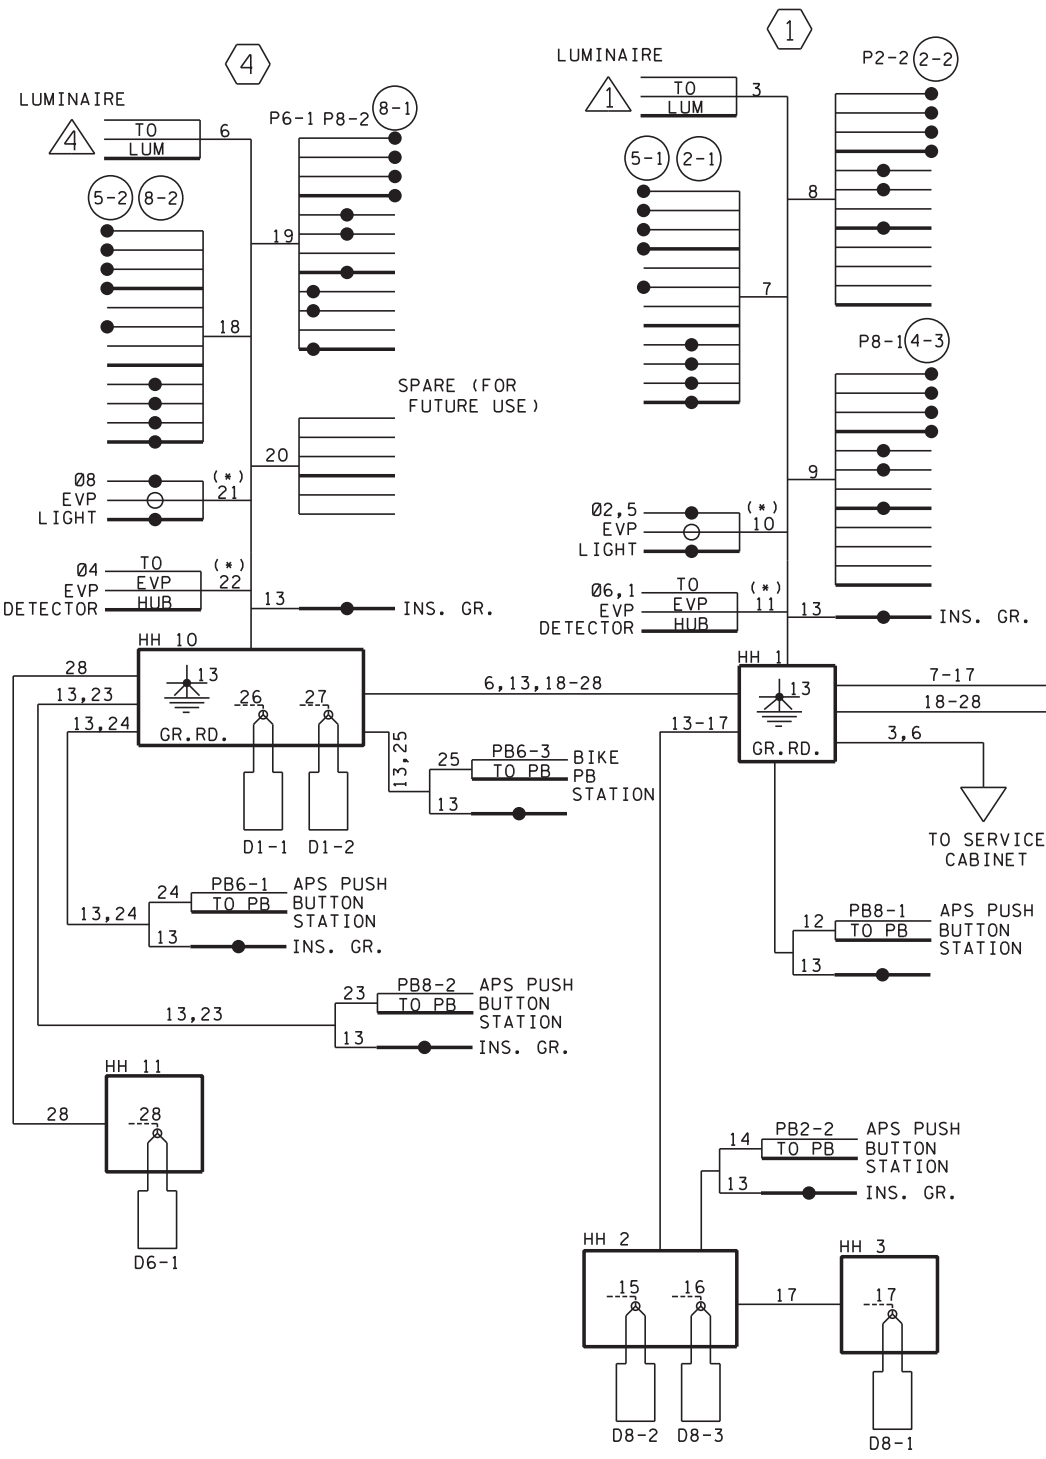 4
LUMINAIRE
4
TO
LUM
6
P6-1 P8-2
8-1
5-2
8-2
19
18
SPARE (FOR
FUTURE USE)
20
Ø8
EVP
LIGHT
(*)
21
Ø4
EVP
DETECTOR
TO
EVP
HUB
(*)
22
13
INS. GR.
1
LUMINAIRE
1
TO
LUM
3
P2-2
2-2
5-1
2-1
8
7
P8-1
4-3
9
Ø2,5
EVP
LIGHT
(*)
10
Ø6,1
EVP
DETECTOR
TO
EVP
HUB
(*)
11
13
INS. GR.
HH 10
28
13,23
13,24
13
GR.RD.
26
27
D1-1
D1-2
6,13,18-28
13,25
25
13
PB6-3
TO PB
BIKE
PB
STATION
HH 1
13
GR.RD.
13-17
7-17
18-28
3,6
TO SERVICE
CABINET
13,24
24
13
PB6-1
TO PB
APS PUSH
BUTTON
STATION
INS. GR.
12
13
PB8-1
TO PB
APS PUSH
BUTTON
STATION
13,23
23
13
PB8-2
TO PB
APS PUSH
BUTTON
STATION
INS. GR.
HH 11
28
28
D6-1
14
13
PB2-2
TO PB
APS PUSH
BUTTON
STATION
INS. GR.
HH 2
15
16
D8-2
D8-3
17
HH 3
17
D8-1